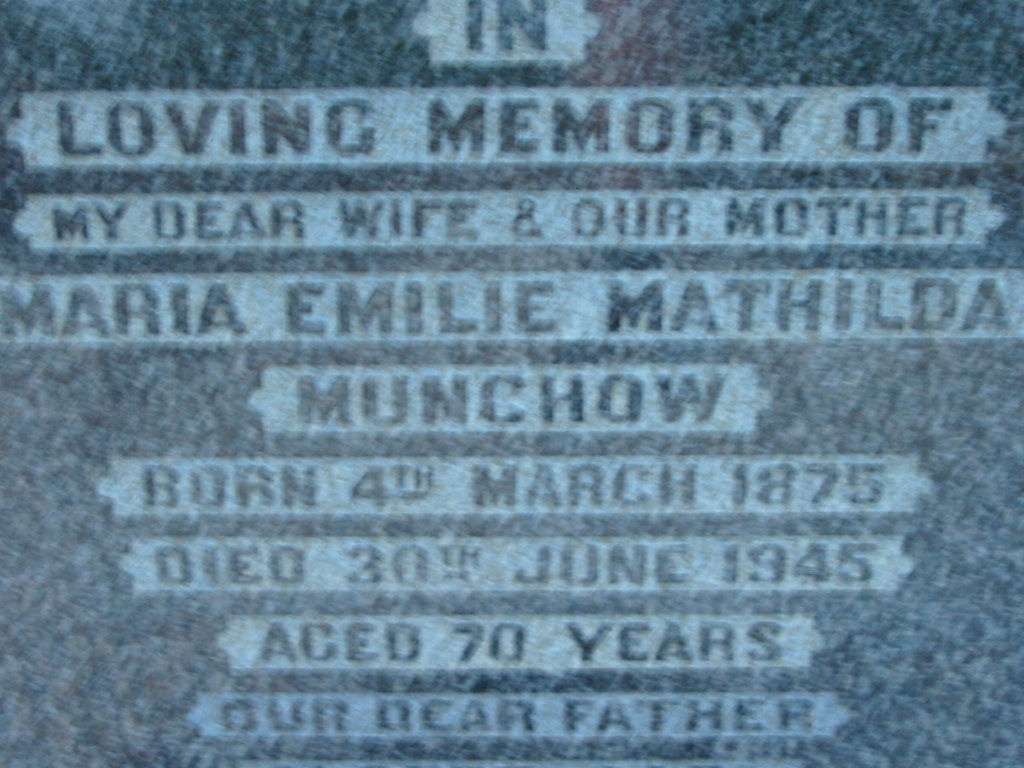 IN
LOVING MEMORY OF
MY DEAR WIFE & OUR MOTHER
MARIA EMILIE MATHILDA
MUNCHOW
BORN 4TH MARCH 1875
DIED 30TH JUNE 1945
AGED 70 YEARS
OUR DEAR FATHER